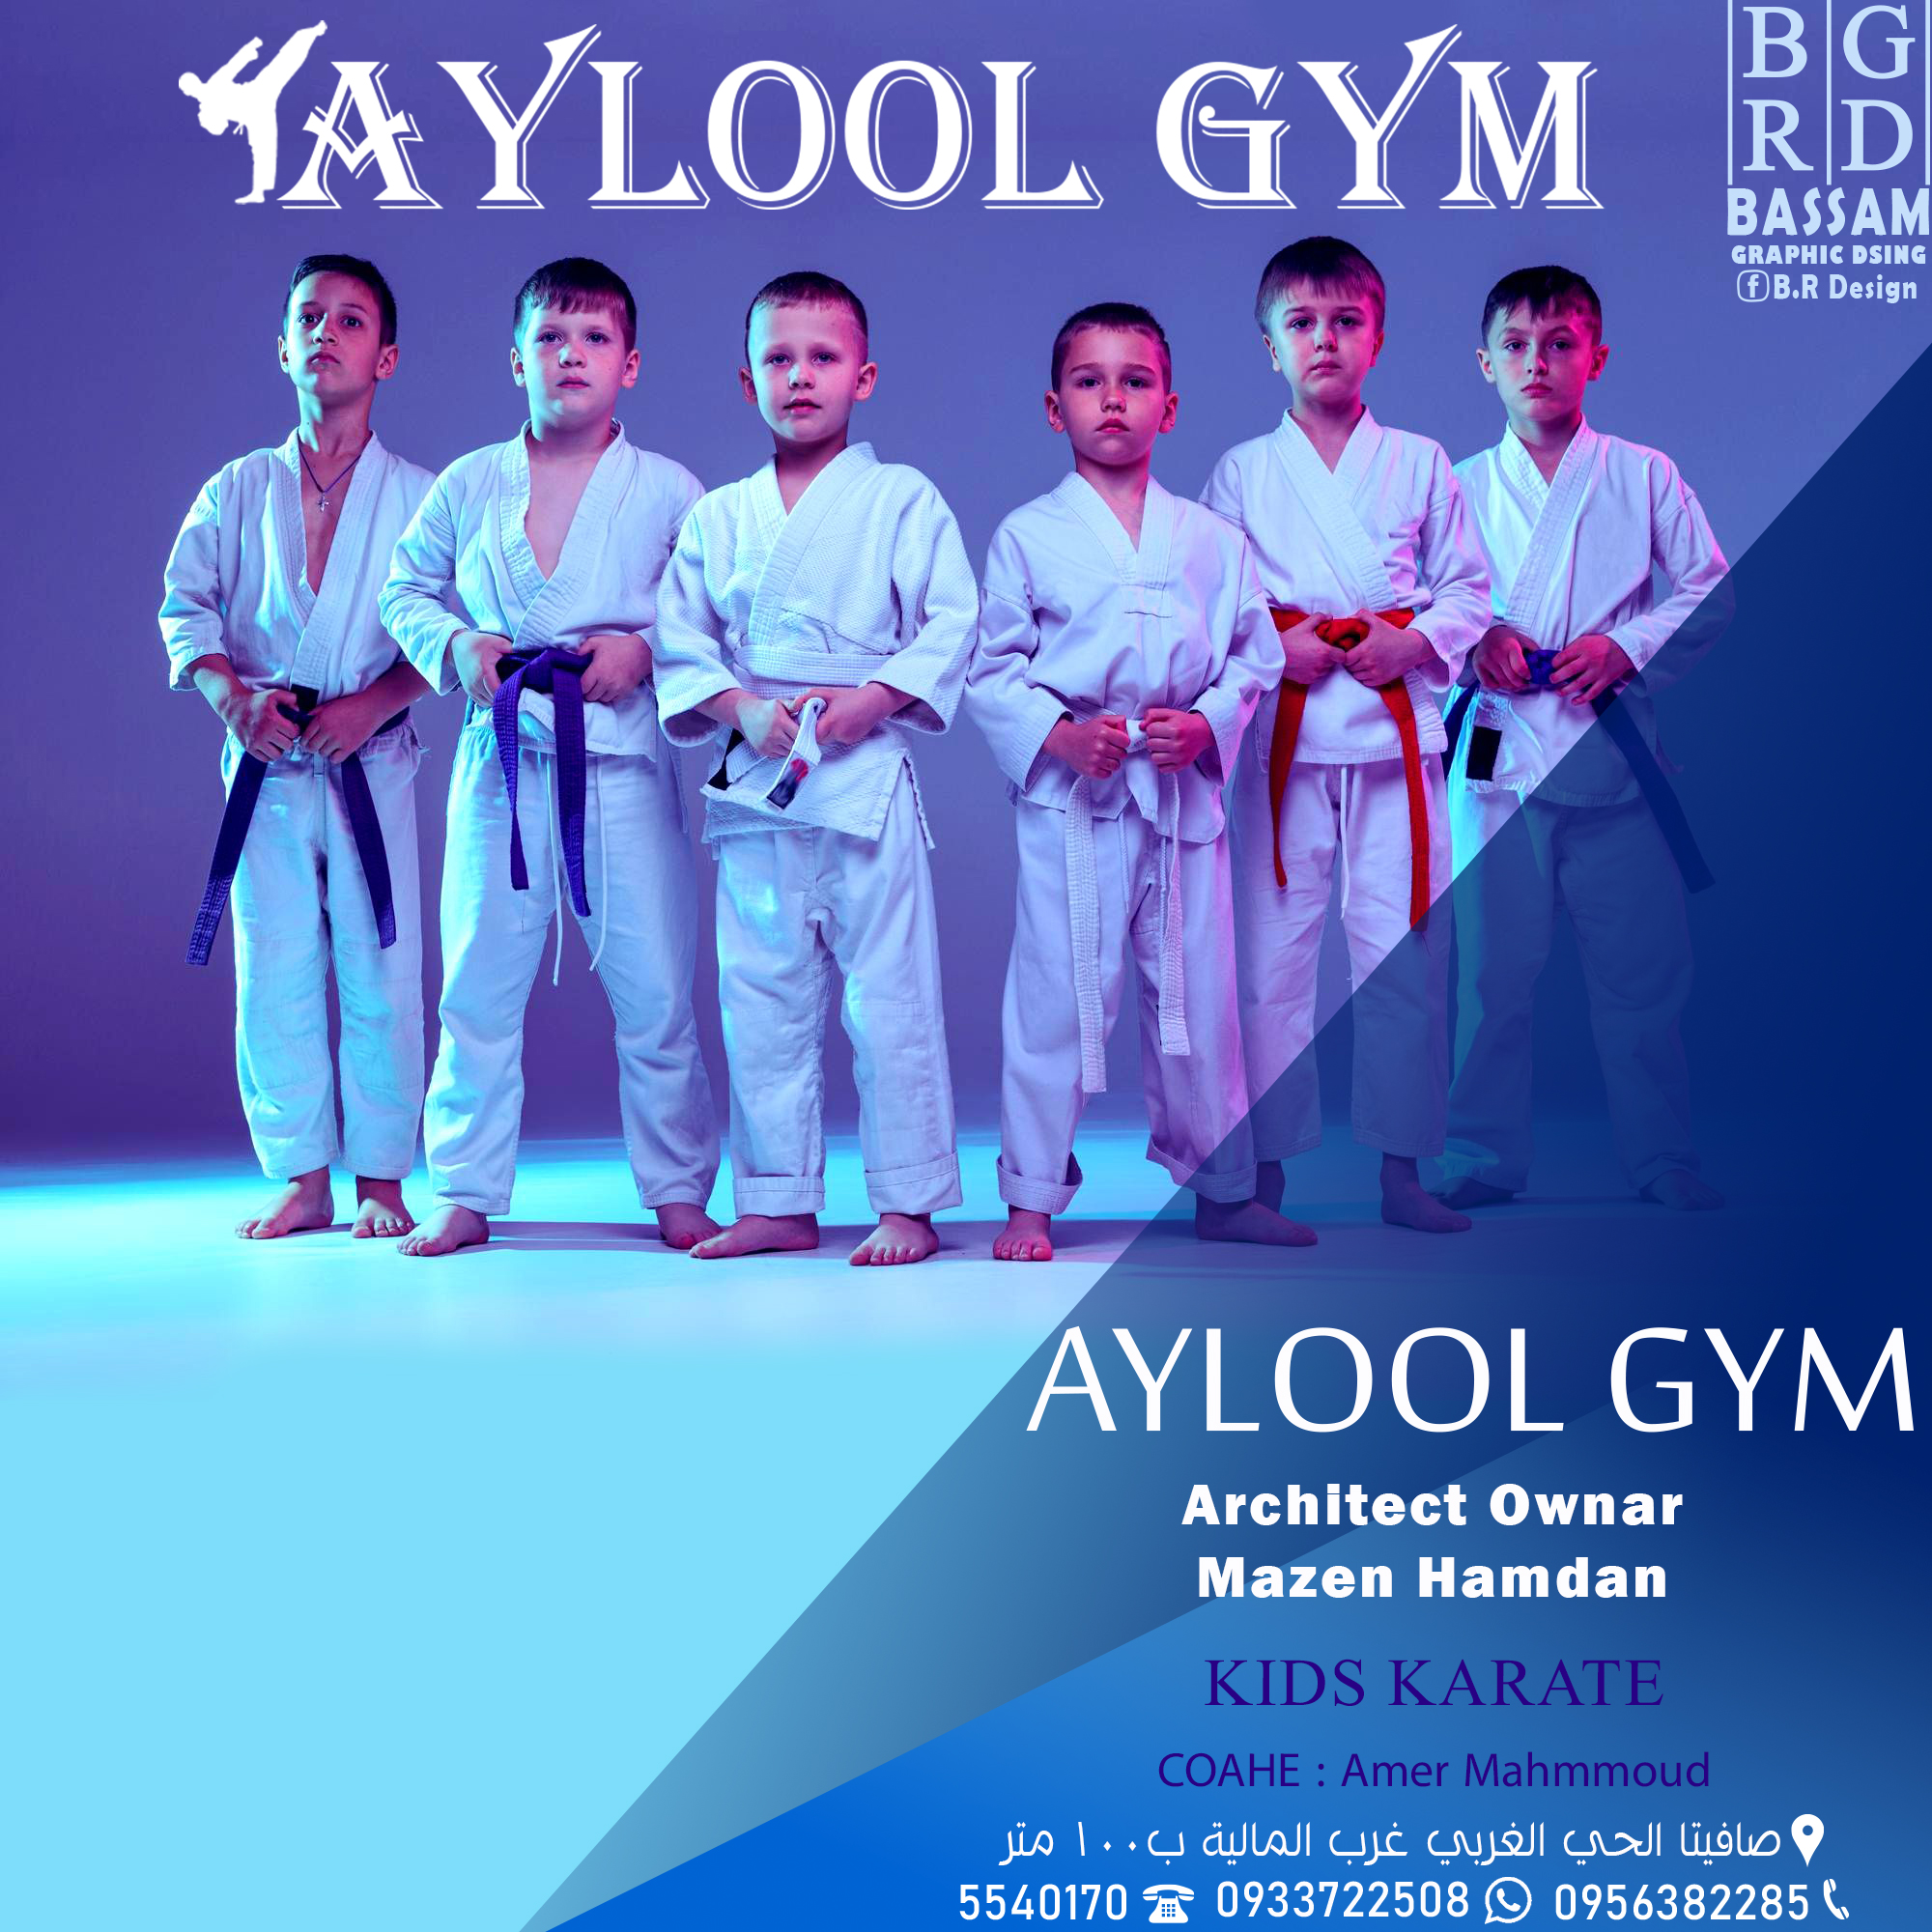 AYLOOL GYM
B G
R D
BASSAM
GRAPHIC DSING
B.R Design
AYLOOL GYM
Architect Ownar
Mazen Hamdan
KIDS KARATE
COAHE : Amer Mahmmoud
صافيتا الحي الغربي غرب المالية ب١٠٠ متر
5540170 0933722508 0956382285